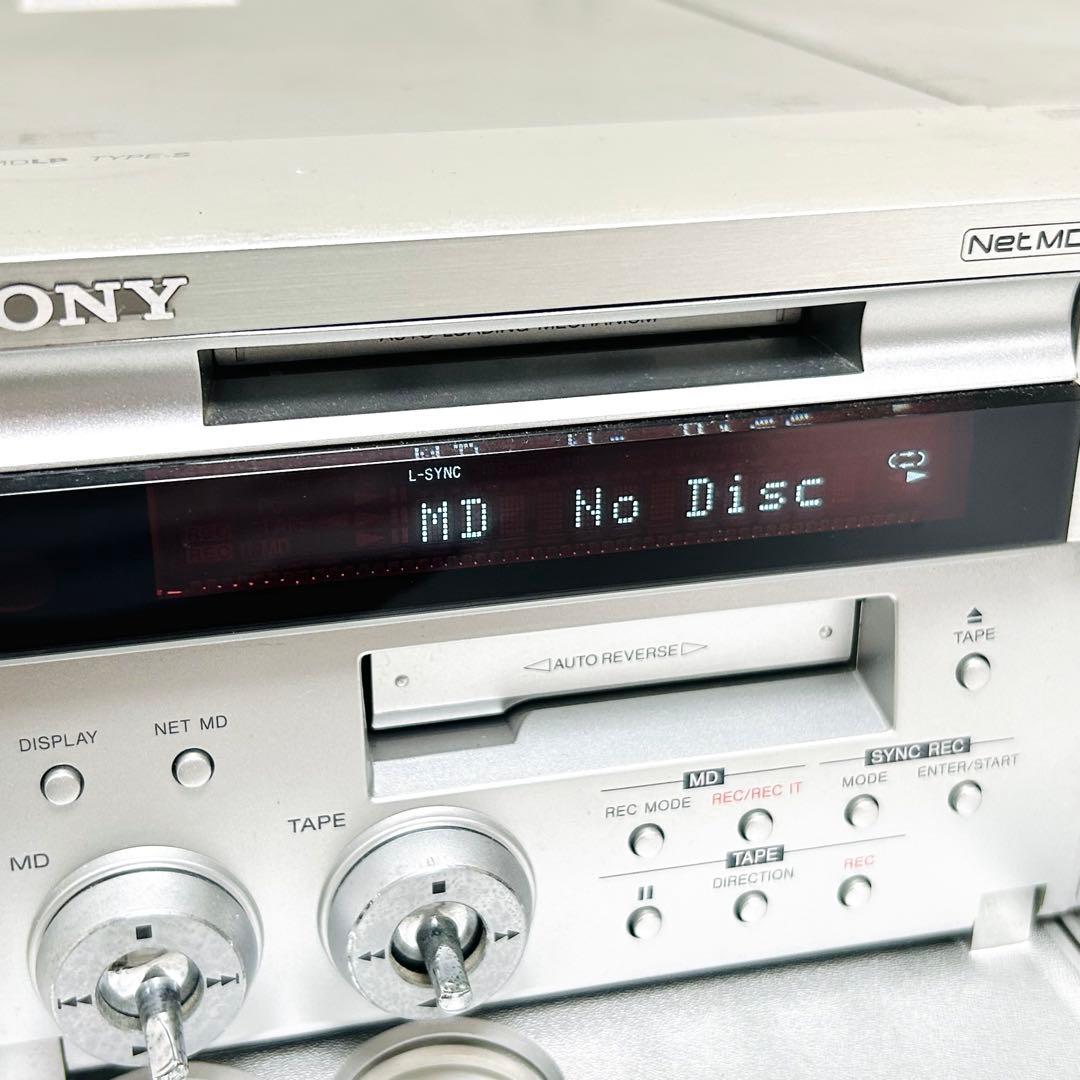 MDLP TYPE-S
Net MD
ONY
AUTO LOADING MECHANISM
L-SYNC
MD No Disc
AUTO REVERSE
TAPE
DISPLAY
NET MD
SYNC REC
MODE
ENTER/START
MD
REC MODE
REC/REC IT
TAPE
MD
TAPE
DIRECTION
REC